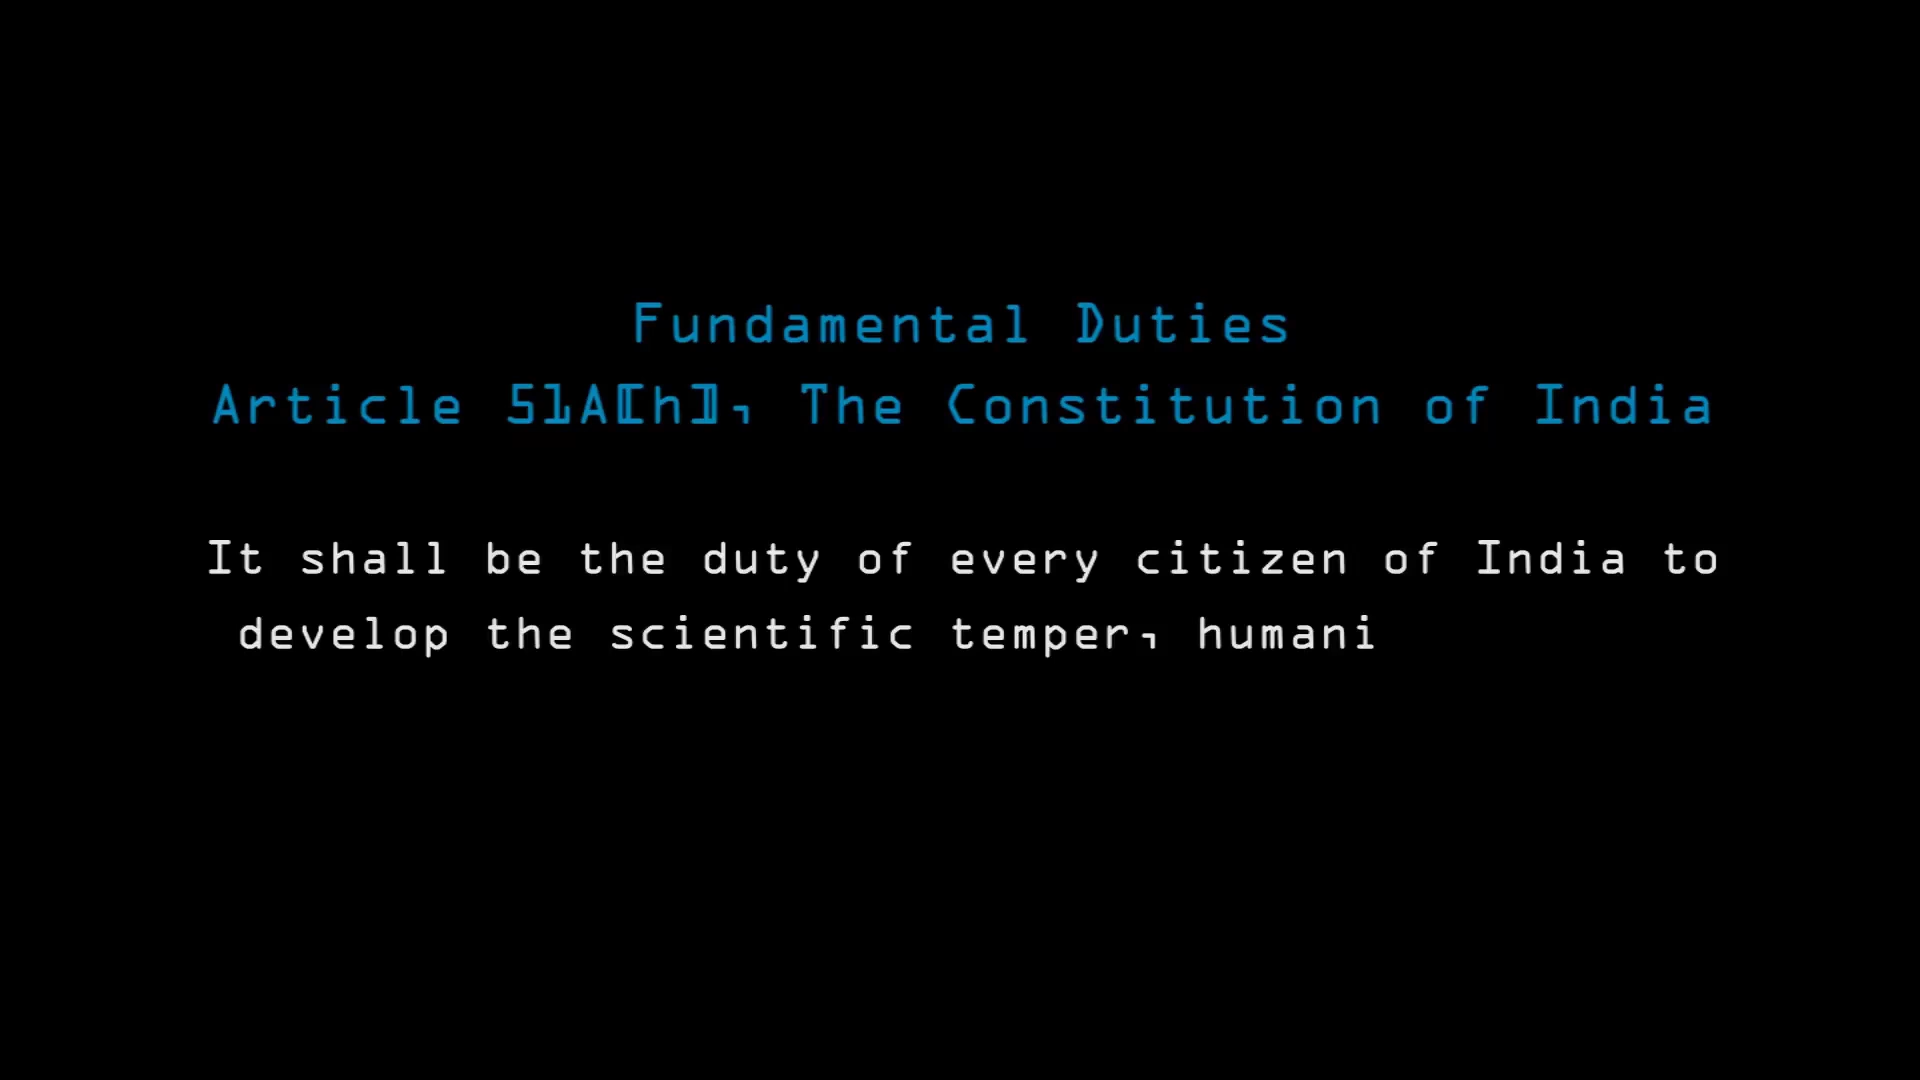 Fundamental Duties
Article 51A[h], The Constitution of India
It shall be the duty of every citizen of India to
develop the scientific temper, humani